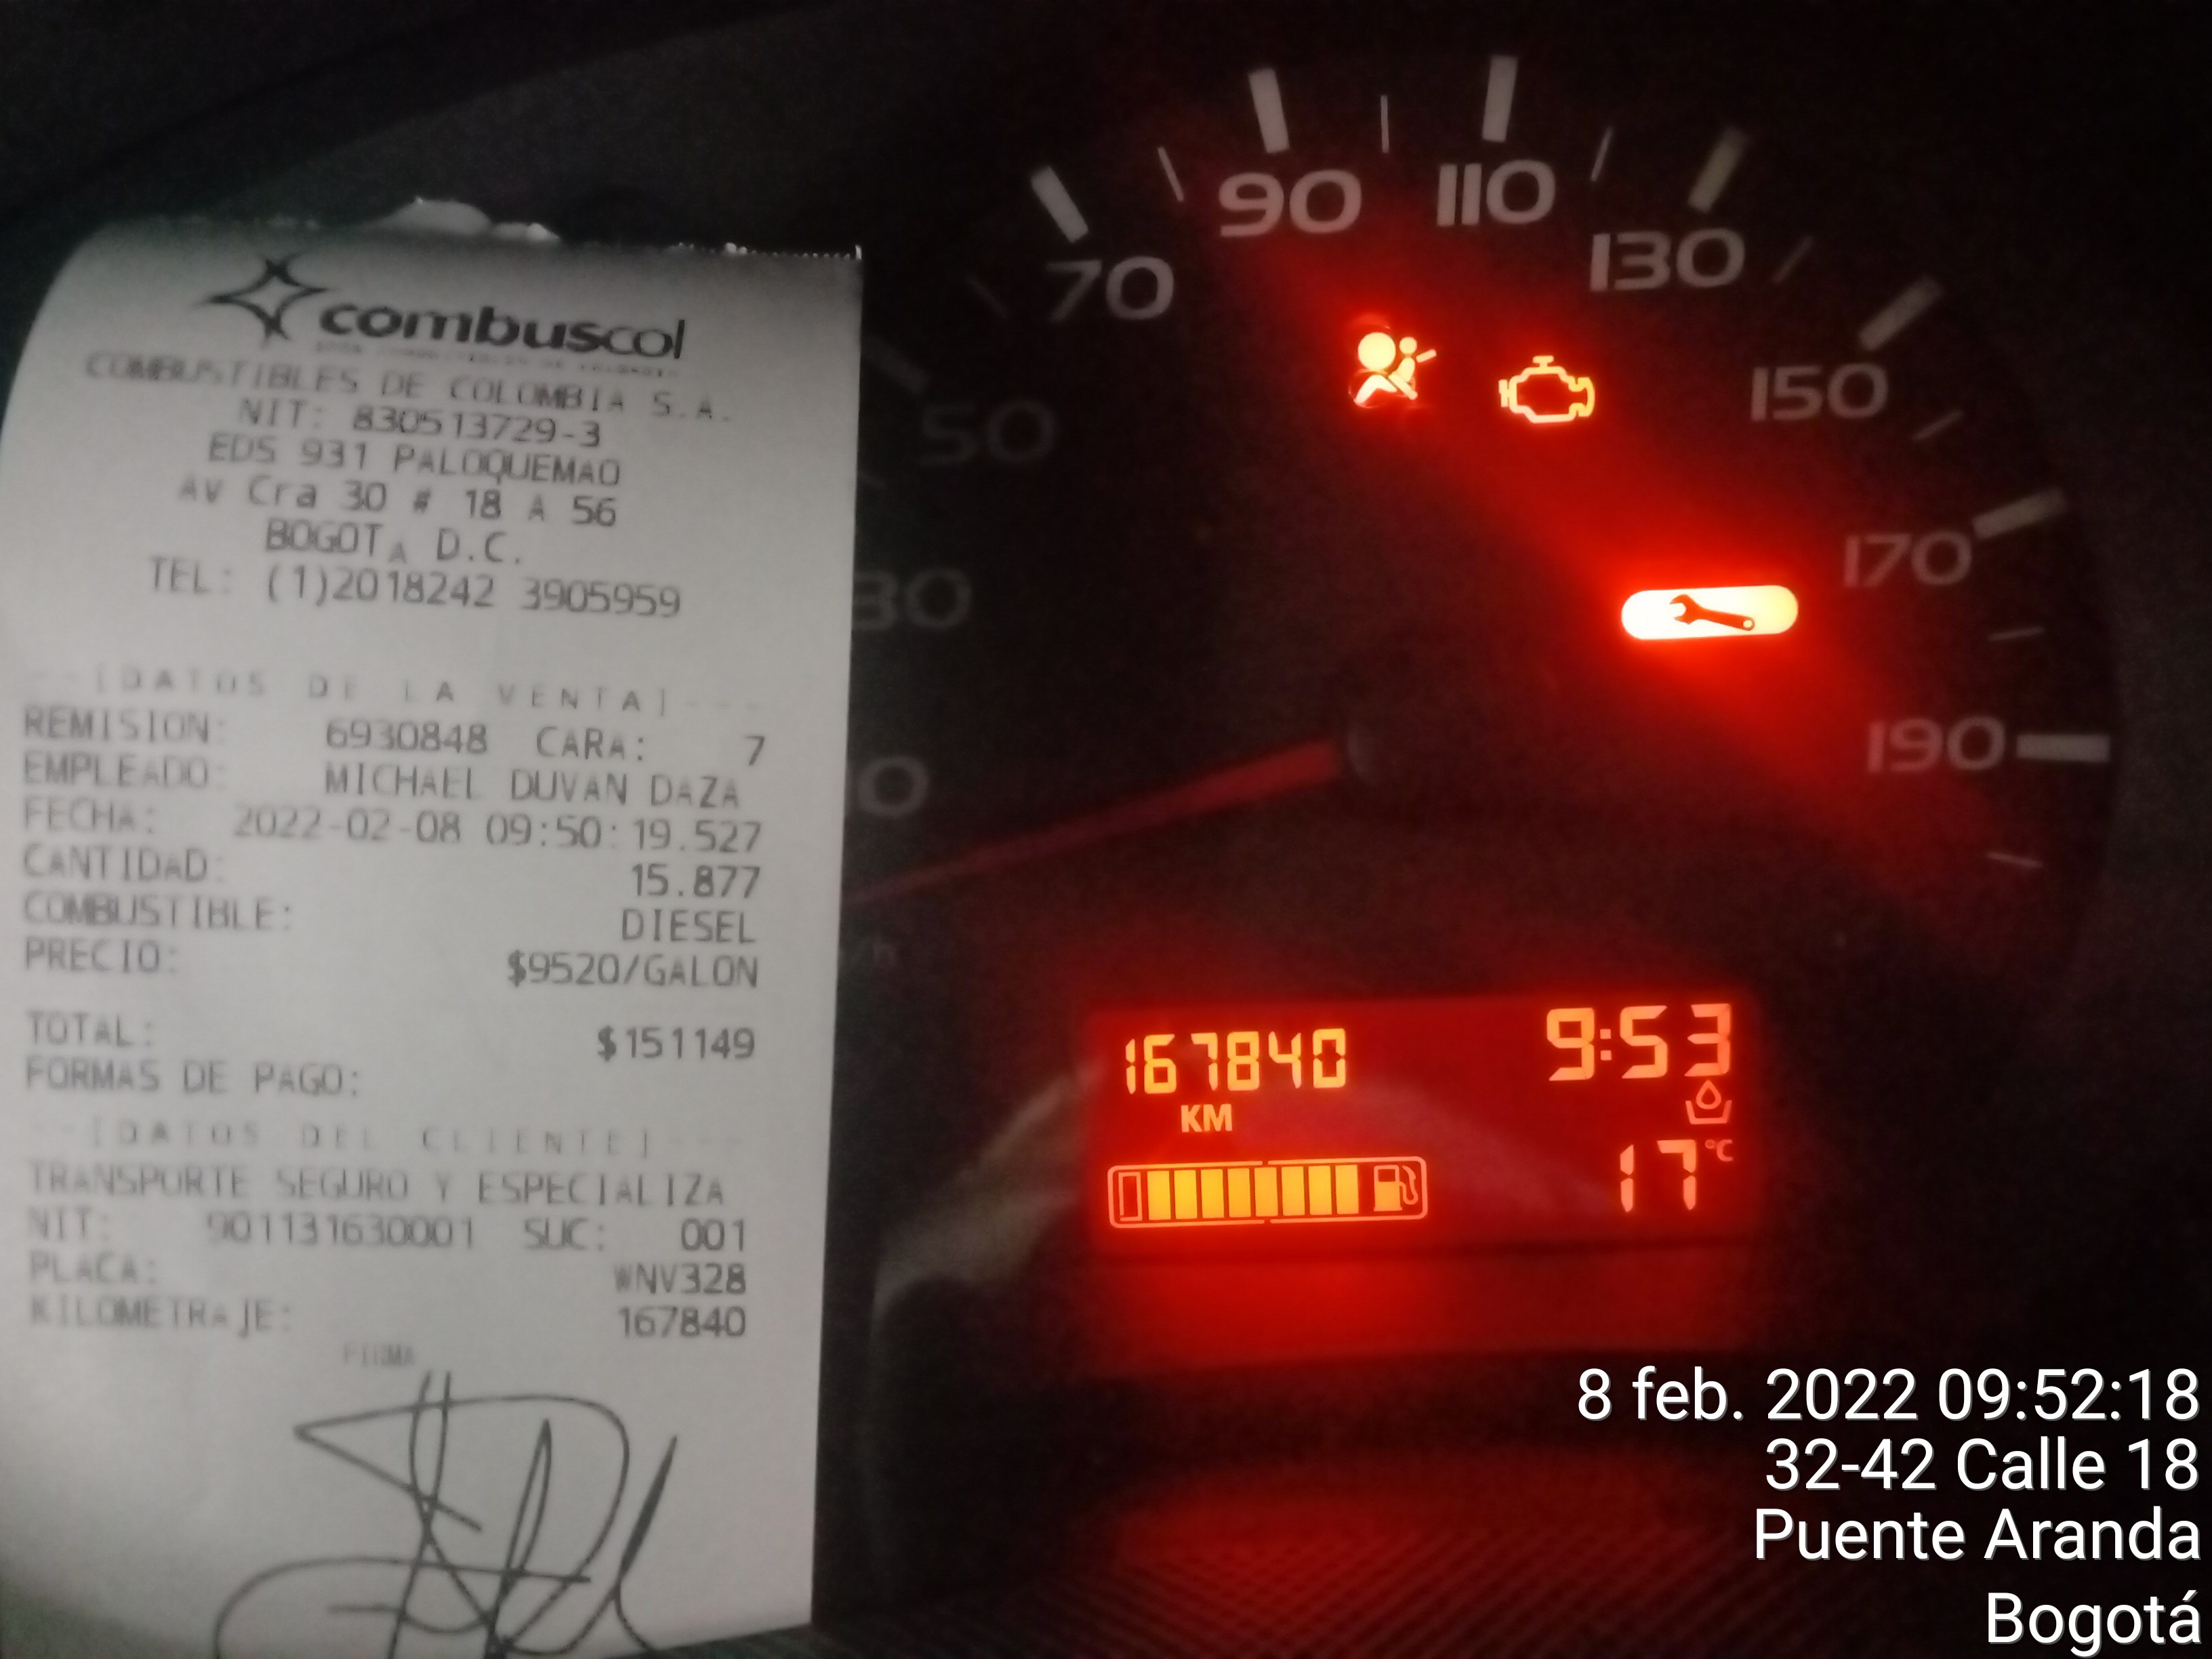 combuscol
COMBUSTIBLES DE COLOMBIA S.A.
NIT: 830513729-3
EDS 931 PALOQUEMAO
AV Cra 30 # 18 A 56
BOGOTA D.C.
TEL: (1)2018242 3905959
--[DATOS DE LA VENTA]---
REMISION: 6930848 CARA: 7
EMPLEADO: MICHAEL DUVAN DAZA
FECHA: 2022-02-08 09:50:19.527
CANTIDAD: 15.877
COMBUSTIBLE: DIESEL
PRECIO: $9520/GALON
TOTAL: $151149
FORMAS DE PAGO:
--[DATOS DEL CLIENTE]---
TRANSPORTE SEGURO Y ESPECIALIZA
NIT: 901131630001 SUC: 001
PLACA: WNV328
KILOMETRAJE: 167840
FIRMA
10
30
50
70
90
110
130
150
170
190
167840 9:53
KM
17 °C
8 feb. 2022 09:52:18
32-42 Calle 18
Puente Aranda
Bogotá